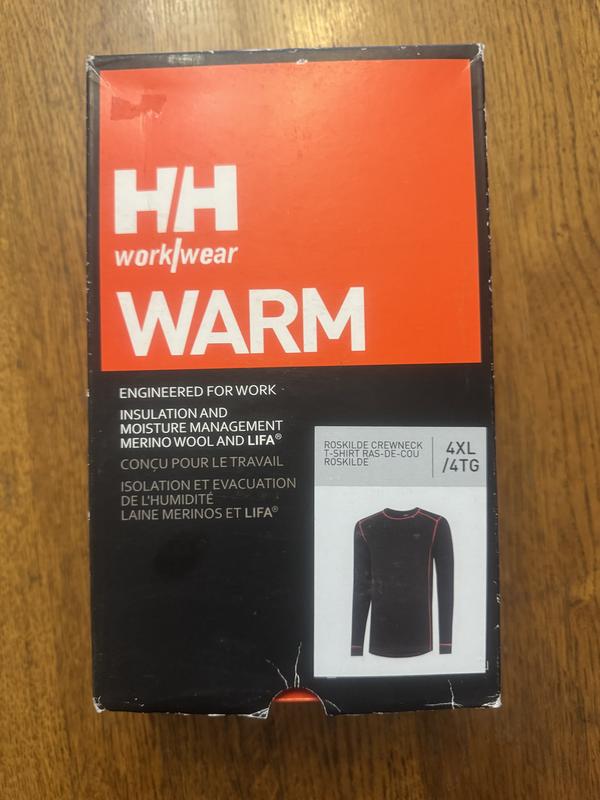 H/H
work/wear
WARM
ENGINEERED FOR WORK
INSULATION AND
MOISTURE MANAGEMENT
MERINO WOOL AND LIFA®
CONÇU POUR LE TRAVAIL
ISOLATION ET EVACUATION
DE L'HUMIDITÉ
LAINE MERINOS ET LIFA®
ROSKILDE CREWNECK
T-SHIRT RAS-DE-COU
ROSKILDE
4XL
/4TG